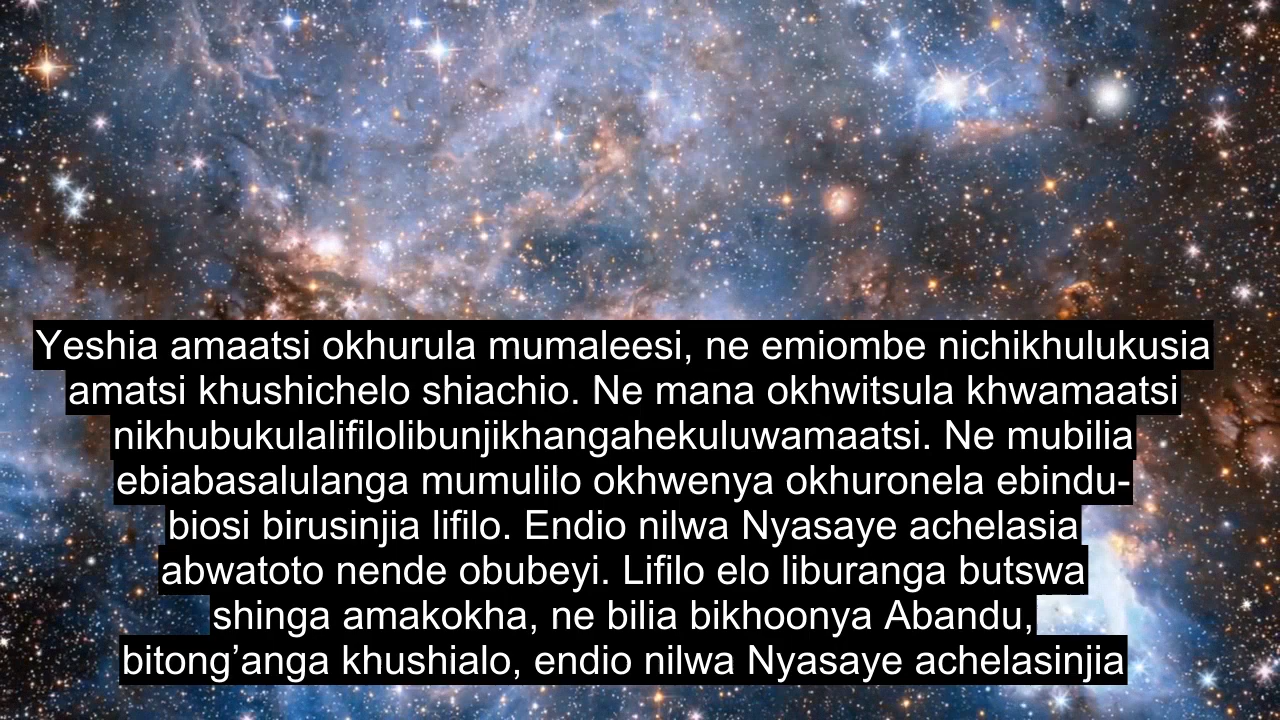 Yeshia amaatsi okhurula mumaleesi, ne emiombe nichikhulukusia
amatsi khushichelo shiachio. Ne mana okhwitsula khwamaatsi
nikhubukulalifilolibunjikhangahekuluwamaatsi. Ne mubilia
ebiabasalulanga mumulilo okhwenya okhuronela ebindu-
biosi birusinjia lifilo. Endio nilwa Nyasaye achelasia
abwatoto nende obubeyi. Lifilo elo liburanga butswa
shinga amakokha, ne bilia bikhoonya Abandu,
bitong’anga khushialo, endio nilwa Nyasaye achelasinjia